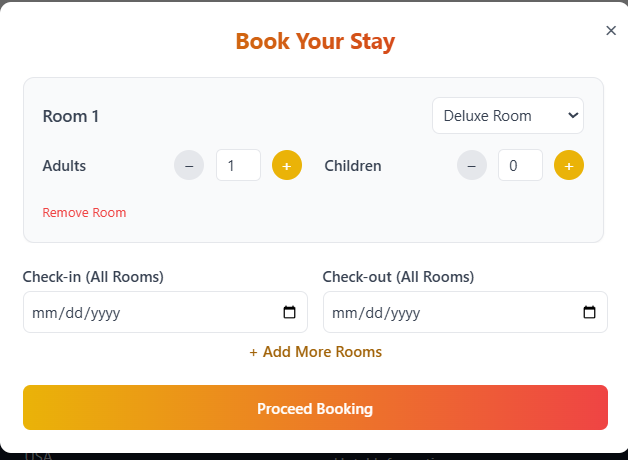 Book Your Stay
×
Room 1
Deluxe Room
Adults − 1 + Children − 0 +
Remove Room
Check-in (All Rooms) Check-out (All Rooms)
mm/dd/yyyy mm/dd/yyyy
+ Add More Rooms
Proceed Booking
USA